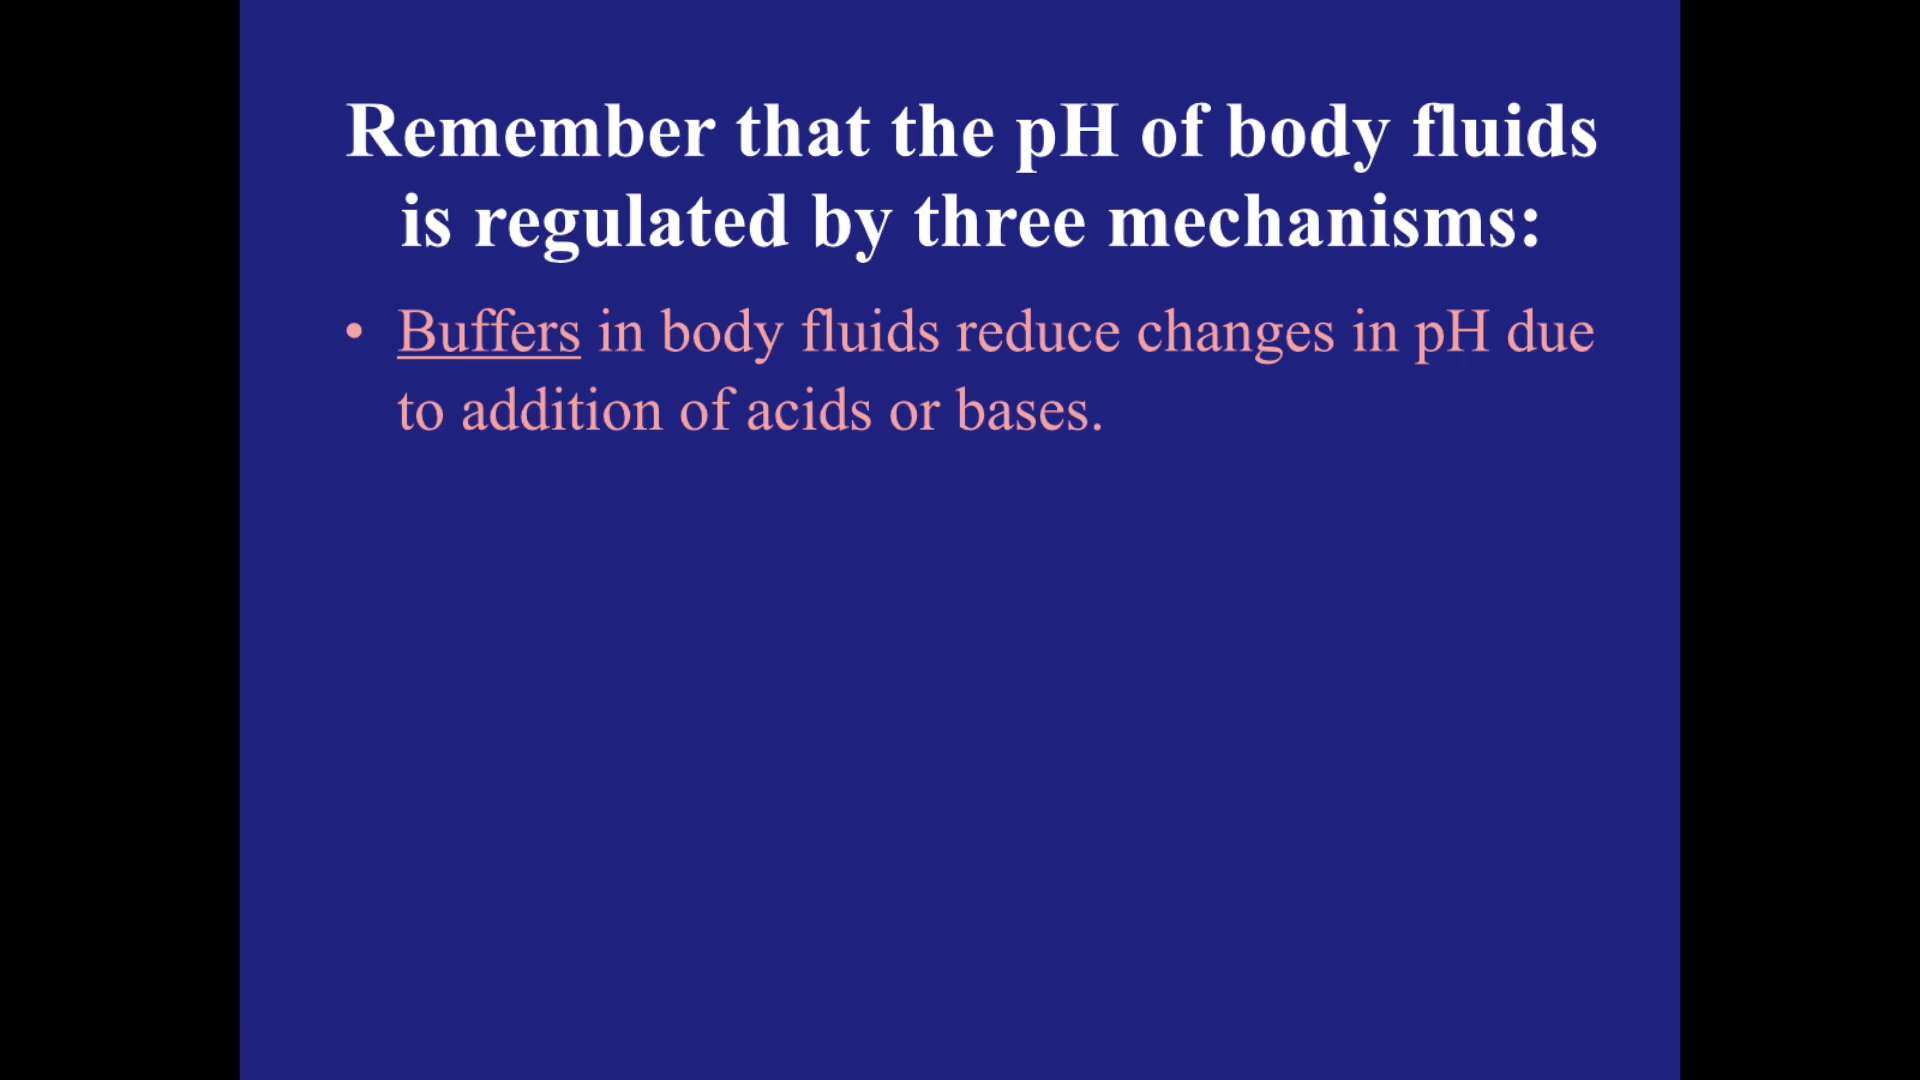 Remember that the pH of body fluids
is regulated by three mechanisms:
• Buffers in body fluids reduce changes in pH due
to addition of acids or bases.